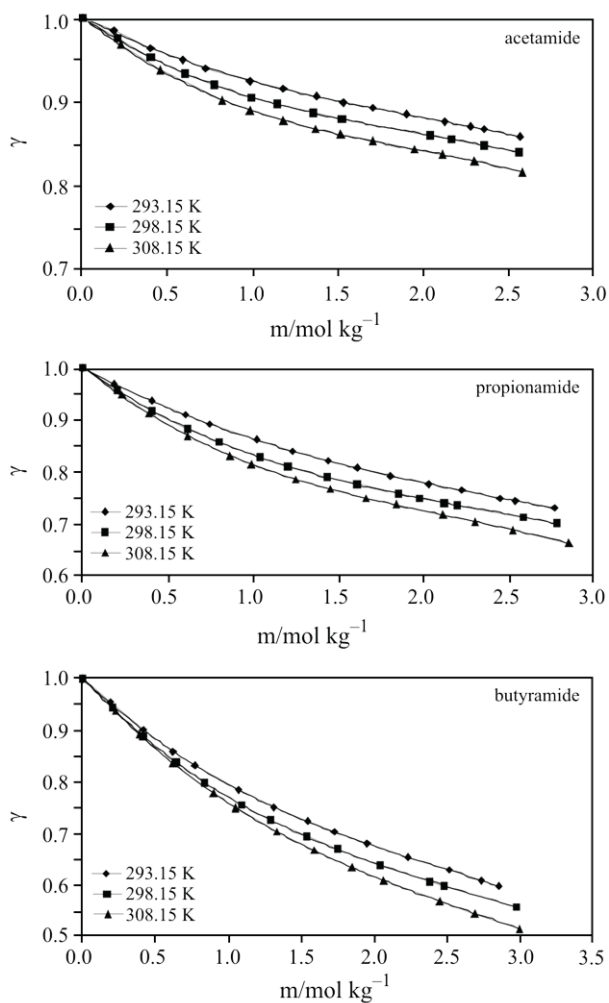 1.0
acetamide
0.9
γ
0.8
293.15 K
298.15 K
308.15 K
0.7
0.0 0.5 1.0 1.5 2.0 2.5 3.0
m/mol kg⁻¹
1.0
propionamide
0.9
γ
0.8
0.7
293.15 K
298.15 K
308.15 K
0.6
0.0 0.5 1.0 1.5 2.0 2.5 3.0
m/mol kg⁻¹
1.0
butyramide
0.9
0.8
γ
0.7
0.6
293.15 K
298.15 K
308.15 K
0.5
0.0 0.5 1.0 1.5 2.0 2.5 3.0 3.5
m/mol kg⁻¹